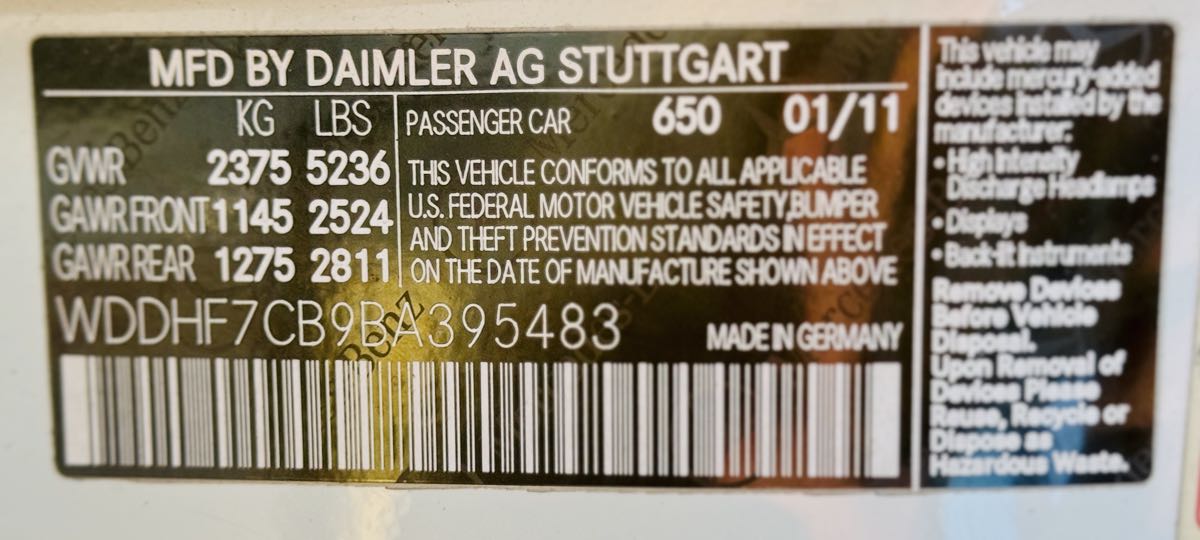 MFD BY DAIMLER AG STUTTGART
KG LBS
GVWR 2375 5236
GAWR FRONT 1145 2524
GAWR REAR 1275 2811
PASSENGER CAR 650 01/11
THIS VEHICLE CONFORMS TO ALL APPLICABLE
U.S. FEDERAL MOTOR VEHICLE SAFETY,BUMPER
AND THEFT PREVENTION STANDARDS IN EFFECT
ON THE DATE OF MANUFACTURE SHOWN ABOVE
WDDHF7CB9BA395483
MADE IN GERMANY
This vehicle may
include mercury-added
devices installed by the
manufacturer:
• High Intensity
Discharge Headlamps
• Displays
• Back-lit Instruments
Remove Devices
Before Vehicle
Disposal.
Upon Removal of
Devices Please
Reuse, Recycle or
Dispose as
Hazardous Waste.